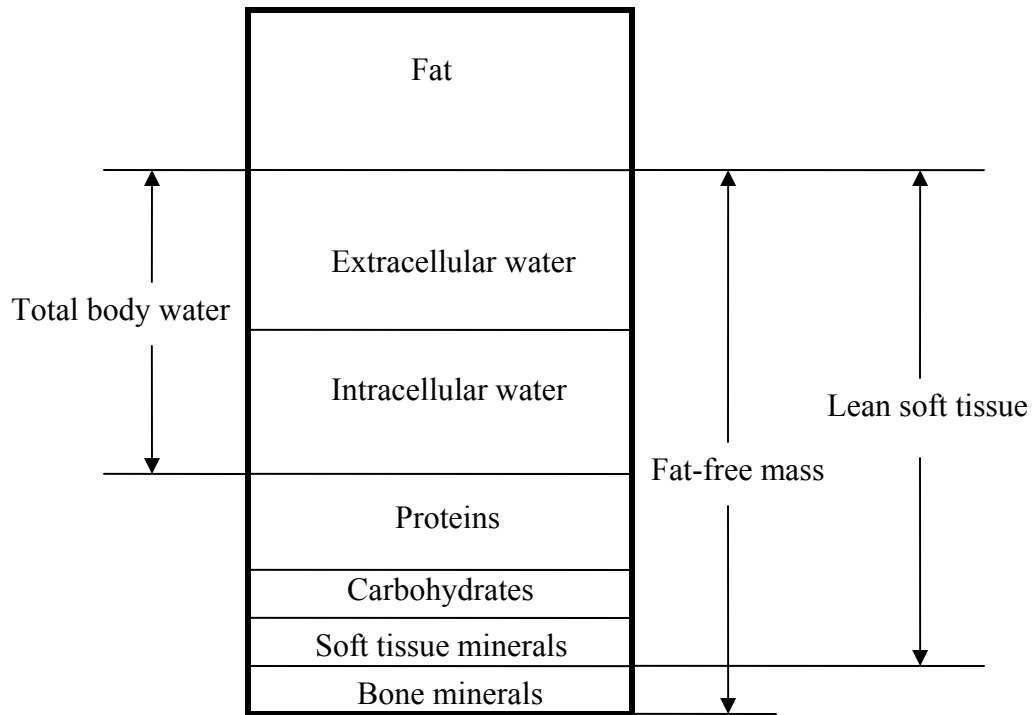 Fat
Extracellular water
Total body water
Intracellular water
Lean soft tissue
Fat-free mass
Proteins
Carbohydrates
Soft tissue minerals
Bone minerals